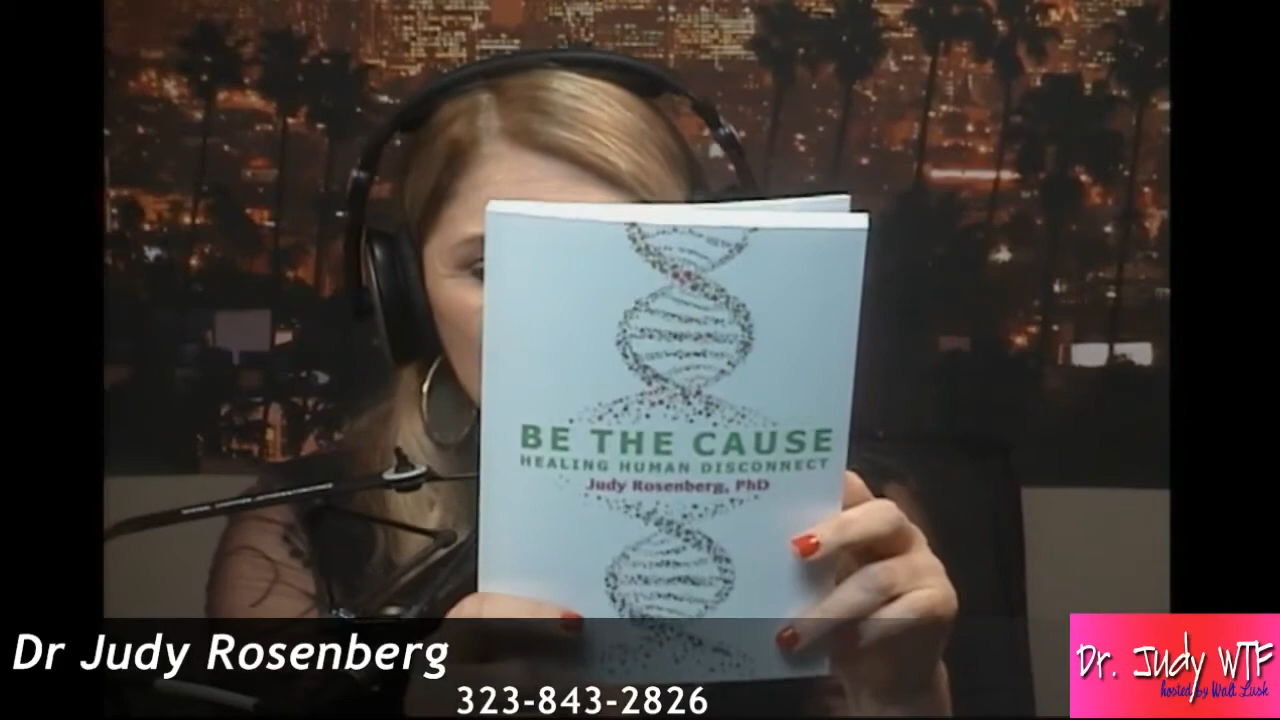 BE THE CAUSE
HEALING HUMAN DISCONNECT
Judy Rosenberg, PhD
Dr Judy Rosenberg
323-843-2826
Dr. Judy WTF
hosted by Walt Lusk